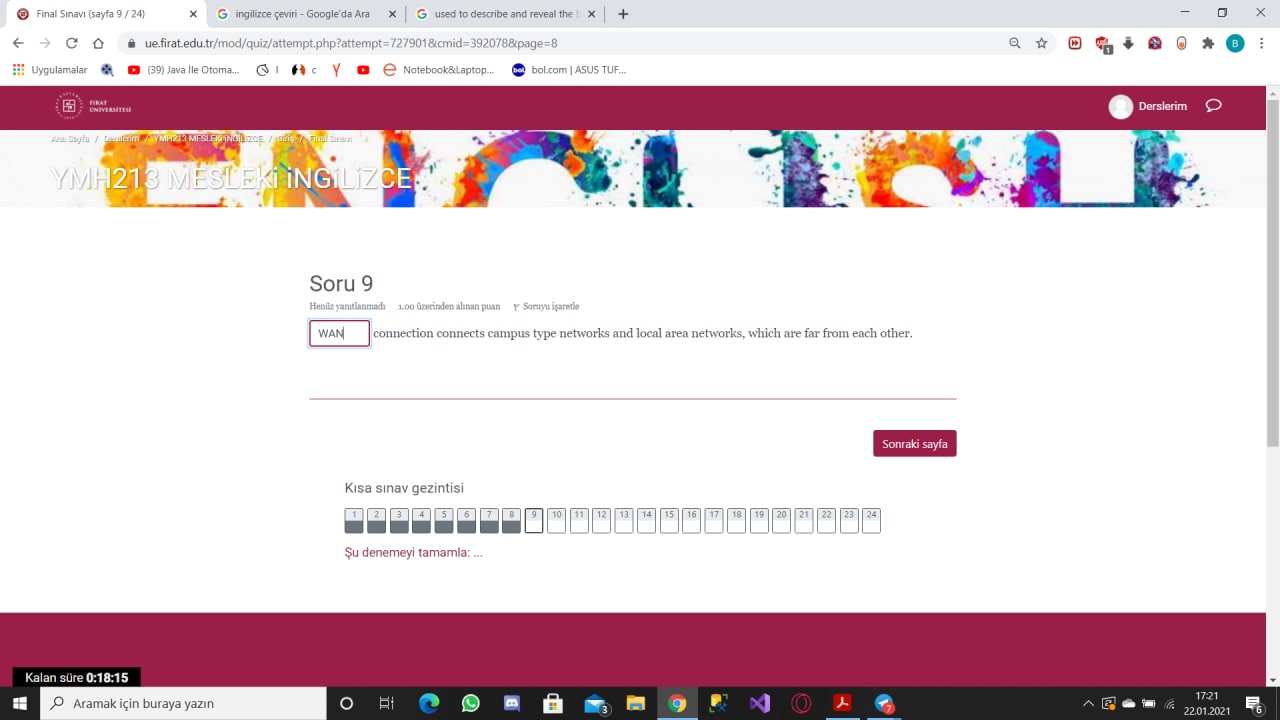 Final Sınavı (sayfa 9 / 24)
ingilizce çeviri - Google'da Ara
used to describe and reveal the b
ue.firat.edu.tr/mod/quiz/attempt.php?attempt=727901&cmid=392078&page=8
B
Uygulamalar
(39) Java İle Otoma...
I
c
Notebook&Laptop...
bol.com | ASUS TUF...
FIRAT
ÜNİVERSİTESİ
Derslerim
Ana Sayfa / Derslerim / YMH213 MESLEKİ İNGİLİZCE / Giriş / Final Sınavı
YMH213 MESLEKi iNGiLiZCE
Soru 9
Henüz yanıtlanmadı 1.00 üzerinden alınan puan Soruyu işaretle
WAN connection connects campus type networks and local area networks, which are far from each other.
Sonraki sayfa
Kısa sınav gezintisi
1 2 3 4 5 6 7 8 9 10 11 12 13 14 15 16 17 18 19 20 21 22 23 24
Şu denemeyi tamamla: ...
Kalan süre 0:18:15
Aramak için buraya yazın
3
7
17:21
22.01.2021
6